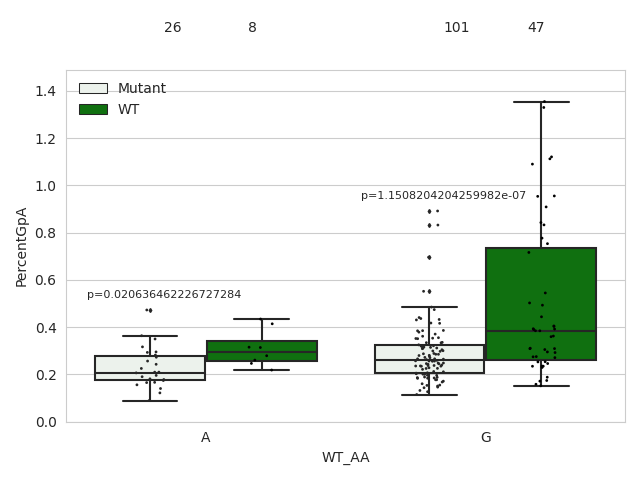 26 8 101 47
Mutant
WT
PercentGpA
1.4
1.2
1.0
0.8
0.6
0.4
0.2
0.0
p=1.1508204204259982e-07
p=0.020636462226727284
A G
WT_AA